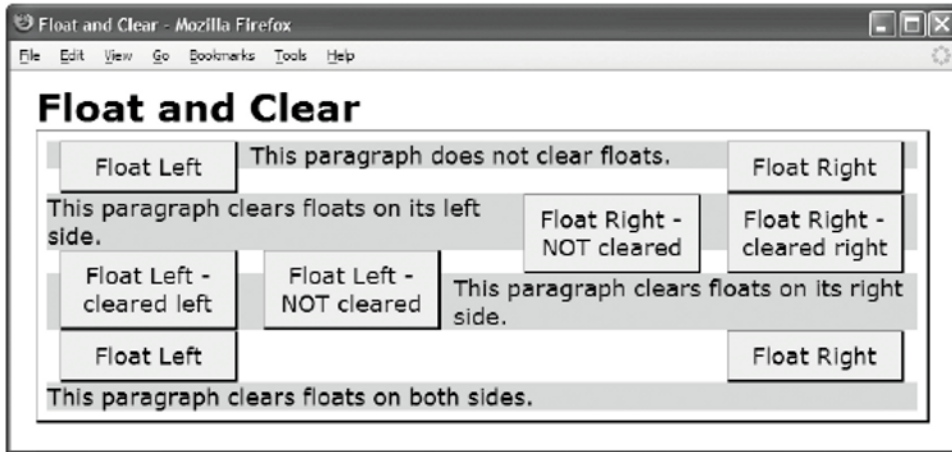 Float and Clear - Mozilla Firefox
File Edit View Go Bookmarks Tools Help
Float and Clear
Float Left
This paragraph does not clear floats.
Float Right
This paragraph clears floats on its left
side.
Float Right -
NOT cleared
Float Right -
cleared right
Float Left -
cleared left
Float Left -
NOT cleared
This paragraph clears floats on its right
side.
Float Left
Float Right
This paragraph clears floats on both sides.